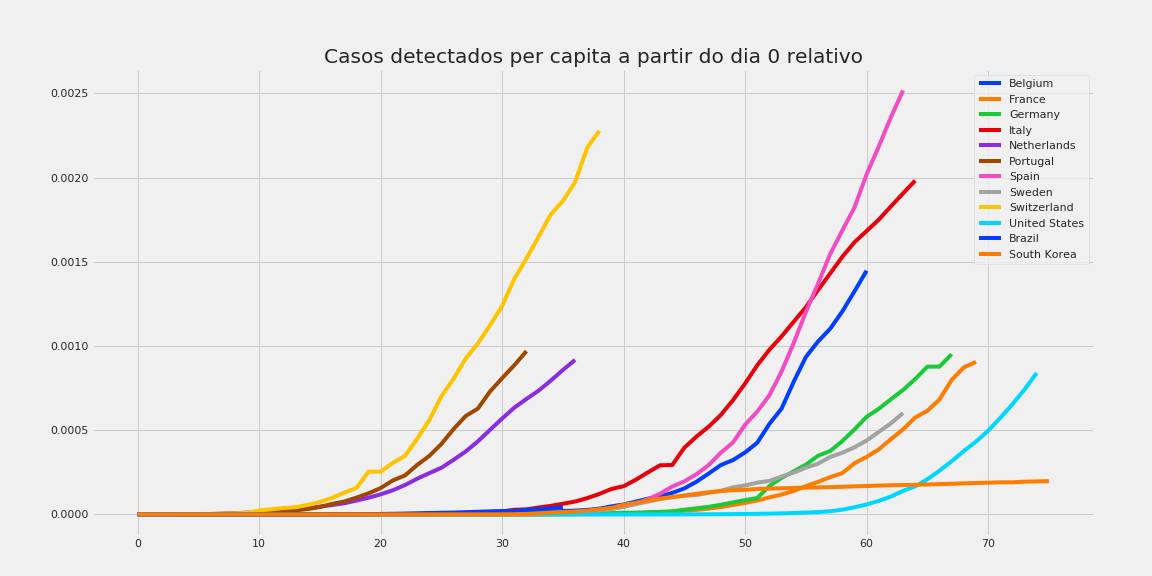 Casos detectados per capita a partir do dia 0 relativo
0.0025
0.0020
0.0015
0.0010
0.0005
0.0000
0 10 20 30 40 50 60 70
Belgium
France
Germany
Italy
Netherlands
Portugal
Spain
Sweden
Switzerland
United States
Brazil
South Korea